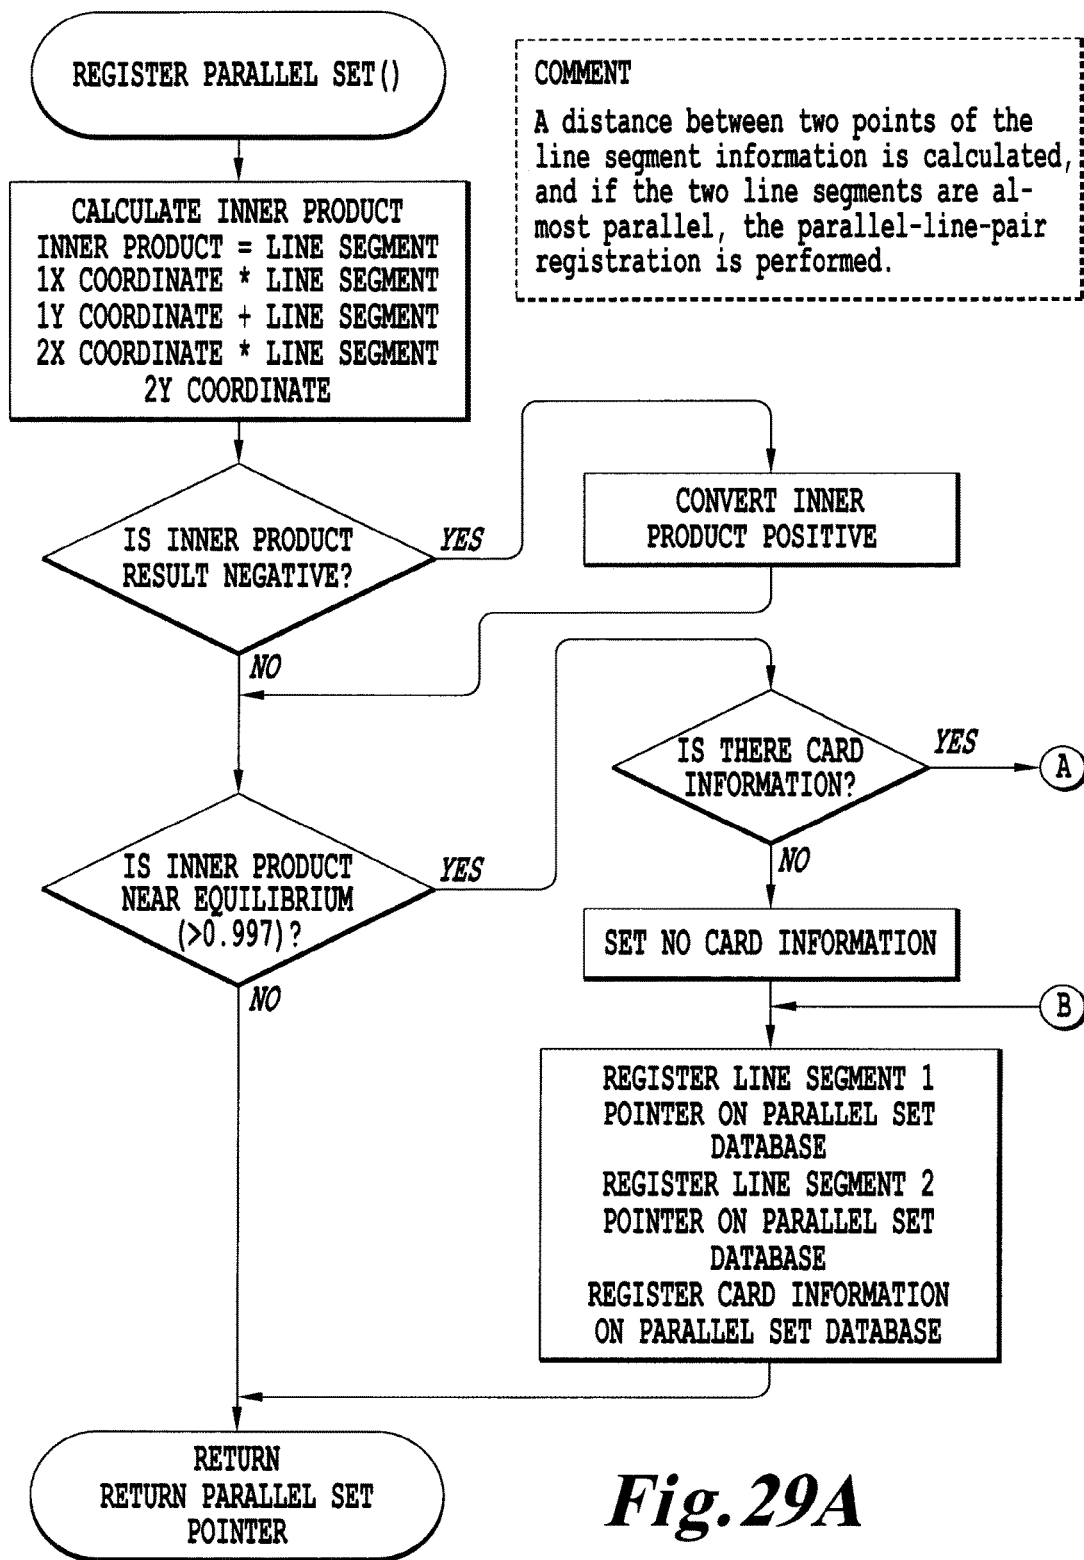 REGISTER PARALLEL SET()
COMMENT
A distance between two points of the
line segment information is calculated,
and if the two line segments are al-
most parallel, the parallel-line-pair
registration is performed.
CALCULATE INNER PRODUCT
INNER PRODUCT = LINE SEGMENT
1X COORDINATE * LINE SEGMENT
1Y COORDINATE + LINE SEGMENT
2X COORDINATE * LINE SEGMENT
2Y COORDINATE
IS INNER PRODUCT
RESULT NEGATIVE?
YES
CONVERT INNER
PRODUCT POSITIVE
NO
IS THERE CARD
INFORMATION?
YES
A
IS INNER PRODUCT
NEAR EQUILIBRIUM
(>0.997)?
YES
NO
NO
SET NO CARD INFORMATION
B
REGISTER LINE SEGMENT 1
POINTER ON PARALLEL SET
DATABASE
REGISTER LINE SEGMENT 2
POINTER ON PARALLEL SET
DATABASE
REGISTER CARD INFORMATION
ON PARALLEL SET DATABASE
RETURN
RETURN PARALLEL SET
POINTER
Fig. 29A